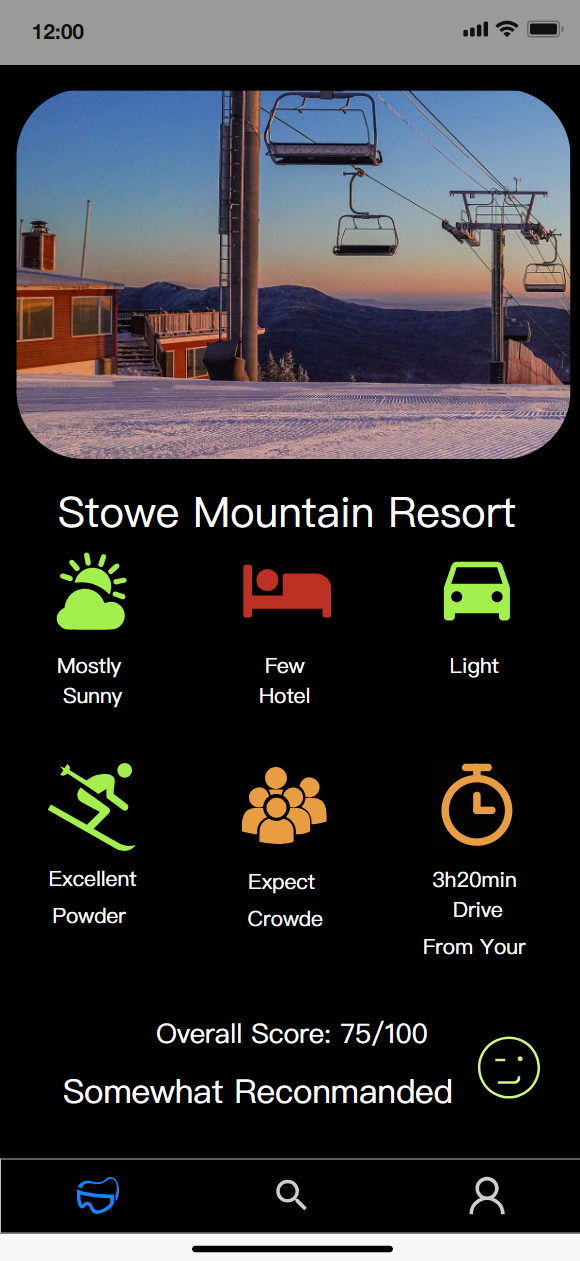 12:00
Stowe Mountain Resort
Mostly
Sunny
Few
Hotel
Light
Excellent
Powder
Expect
Crowde
3h20min
Drive
From Your
Overall Score: 75/100
Somewhat Reconmanded